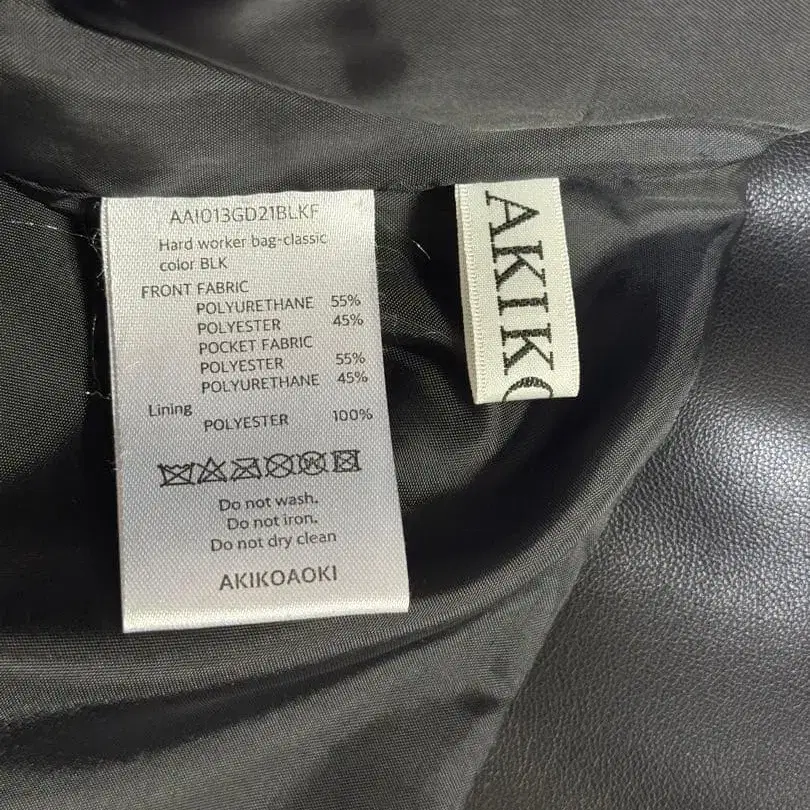 AAI013GD21BLKF
Hard worker bag-classic
color BLK
FRONT FABRIC
POLYURETHANE 55%
POLYESTER 45%
POCKET FABRIC
POLYESTER 55%
POLYURETHANE 45%
Lining
POLYESTER 100%
Do not wash.
Do not iron.
Do not dry clean
AKIKOAOKI
AKIKO